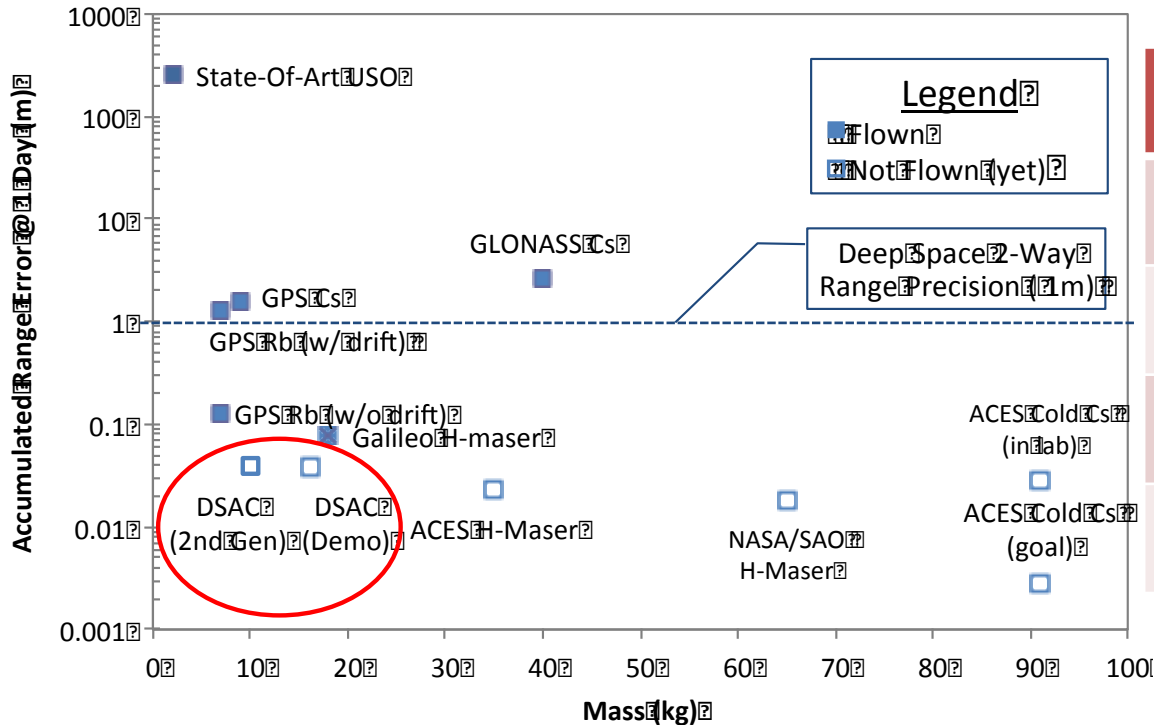 Accumulated Range Error @ 1 Day (m)
1000
100
10
1
0.1
0.01
0.001
State-Of-Art USO
Legend
Flown
Not Flown (yet)
GLONASS Cs
Deep Space 2-Way
Range Precision ( 1m)
GPS Cs
GPS Rb (w/ drift)
GPS Rb (w/o drift)
Galileo H-maser
ACES Cold Cs
(in lab)
DSAC
(2nd Gen)
DSAC
(Demo)
ACES H-Maser
NASA/SAO
H-Maser
ACES Cold Cs
(goal)
0 10 20 30 40 50 60 70 80 90 100
Mass (kg)